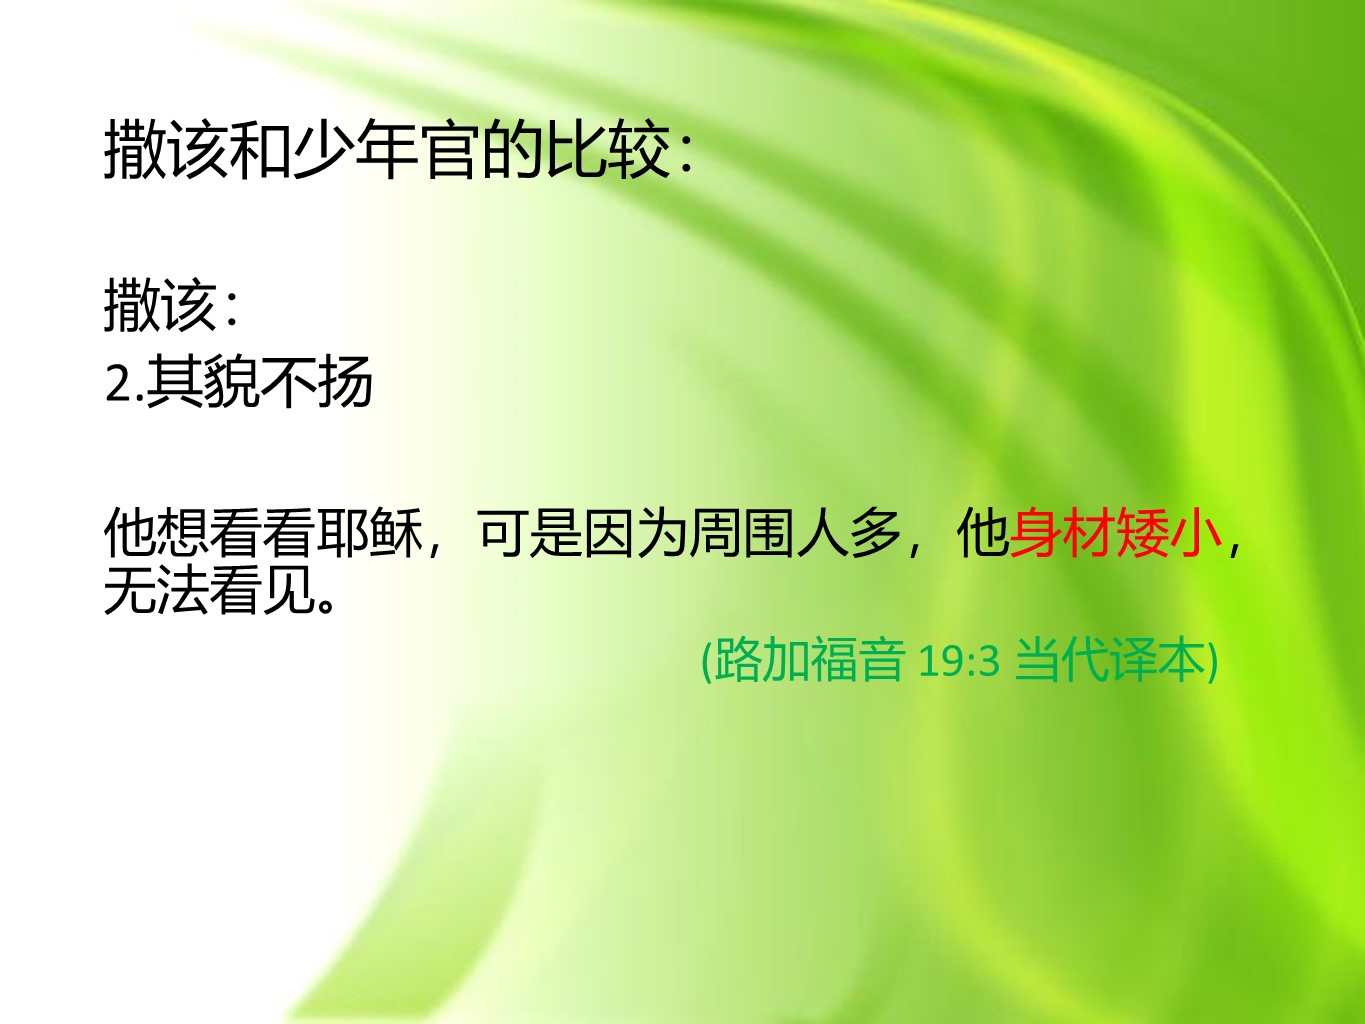 撒该和少年官的比较：
撒该：
2.其貌不扬
他想看看耶稣，可是因为周围人多，他身材矮小，
无法看见。
(路加福音 19:3 当代译本)